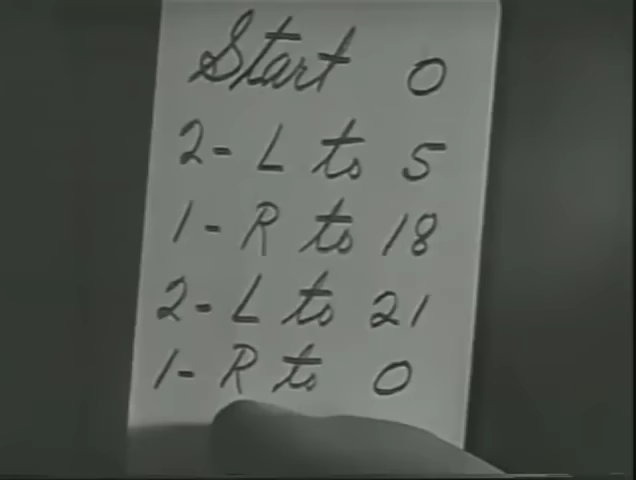 Start 0
2- L to 5
1- R to 18
2- L to 21
1- R to 0